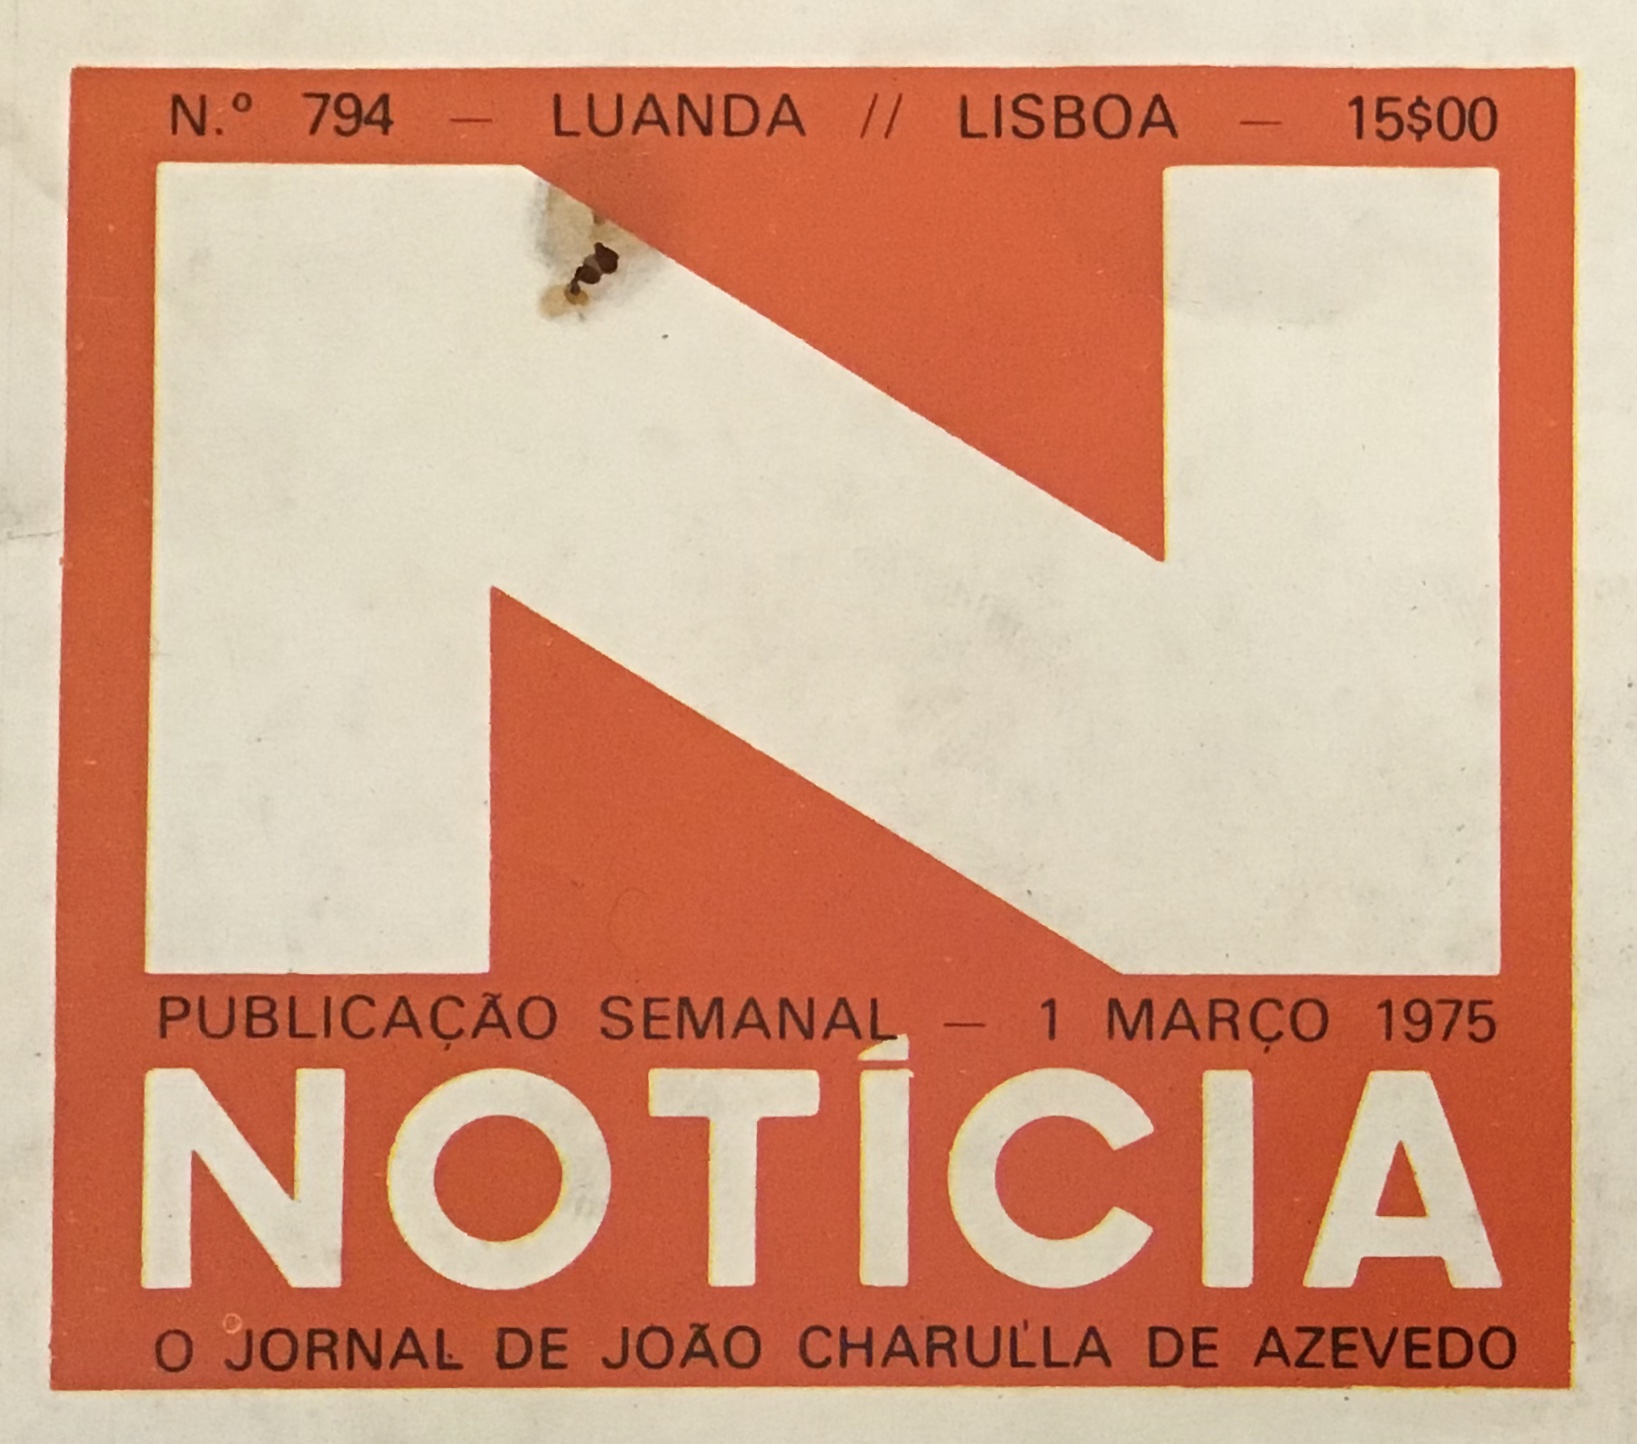 N.º 794 — LUANDA // LISBOA — 15$00
N
PUBLICAÇÃO SEMANAL — 1 MARÇO 1975
NOTÍCIA
O JORNAL DE JOÃO CHARULLA DE AZEVEDO